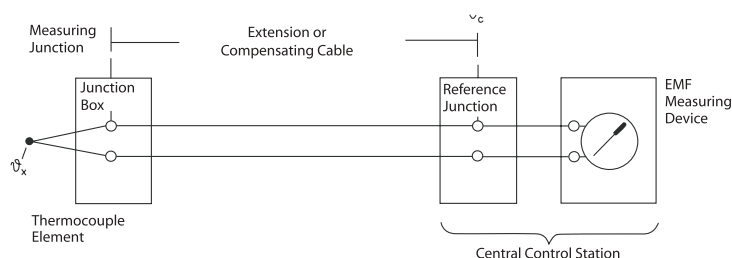 Measuring
Junction
Extension or
Compensating Cable
Junction
Box
Reference
Junction
EMF
Measuring
Device
ϑx
Thermocouple
Element
Central Control Station